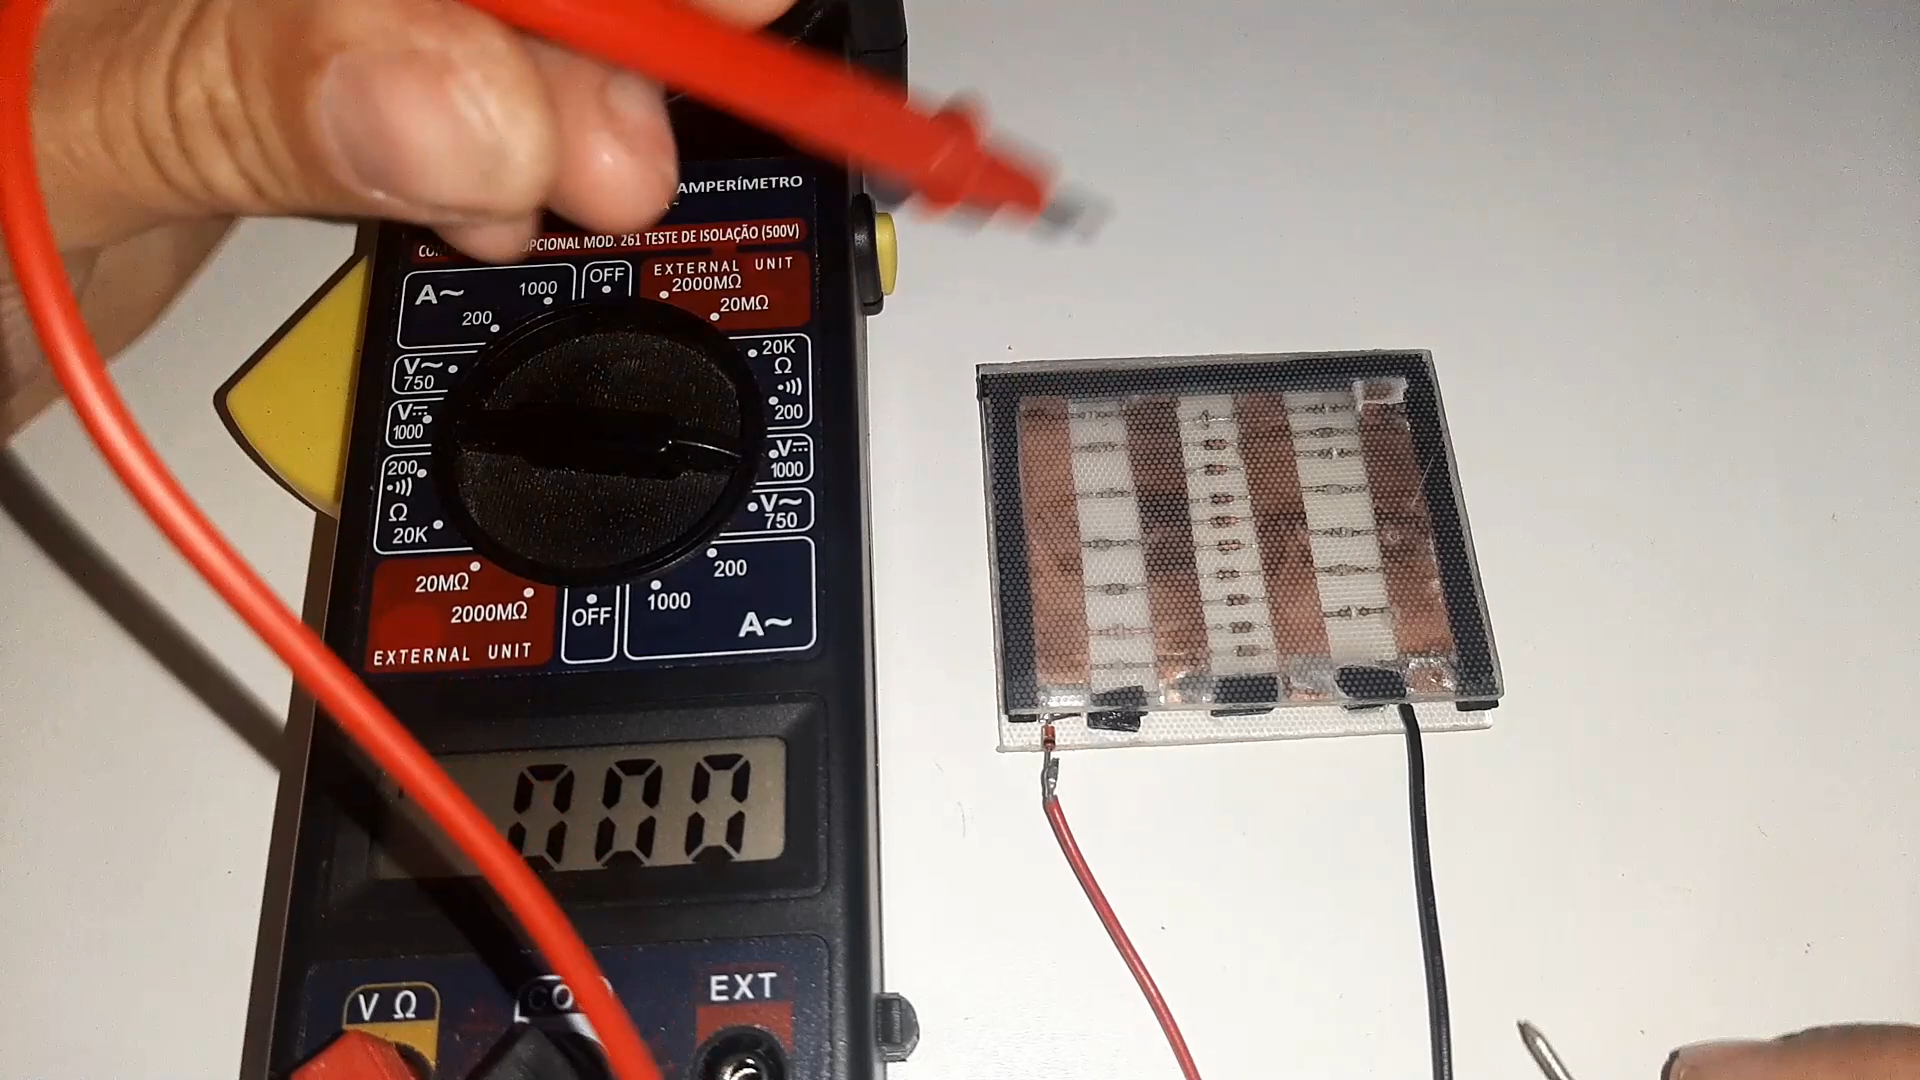 AMPERÍMETRO
OPCIONAL MOD. 261 TESTE DE ISOLAÇÃO (500V)
A~
1000
200
OFF
EXTERNAL UNIT
2000MΩ
20MΩ
V~
750
V⎓
1000
200
•)))
Ω
20K
20K
Ω
•)))
200
V⎓
1000
V~
750
20MΩ
2000MΩ
EXTERNAL UNIT
OFF
200
1000
A~
000
V Ω
CO
EXT